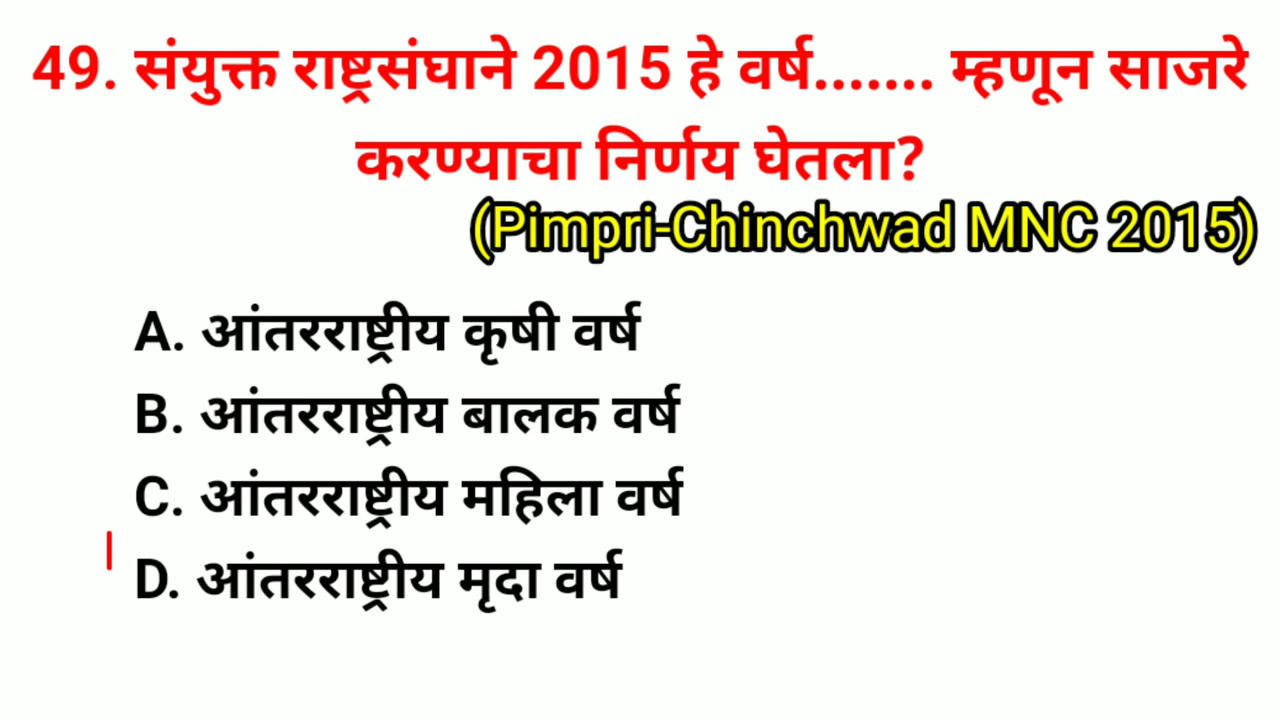 49. संयुक्त राष्ट्रसंघाने 2015 हे वर्ष....... म्हणून साजरे
करण्याचा निर्णय घेतला?
(Pimpri-Chinchwad MNC 2015)
A. आंतरराष्ट्रीय कृषी वर्ष
B. आंतरराष्ट्रीय बालक वर्ष
C. आंतरराष्ट्रीय महिला वर्ष
D. आंतरराष्ट्रीय मृदा वर्ष